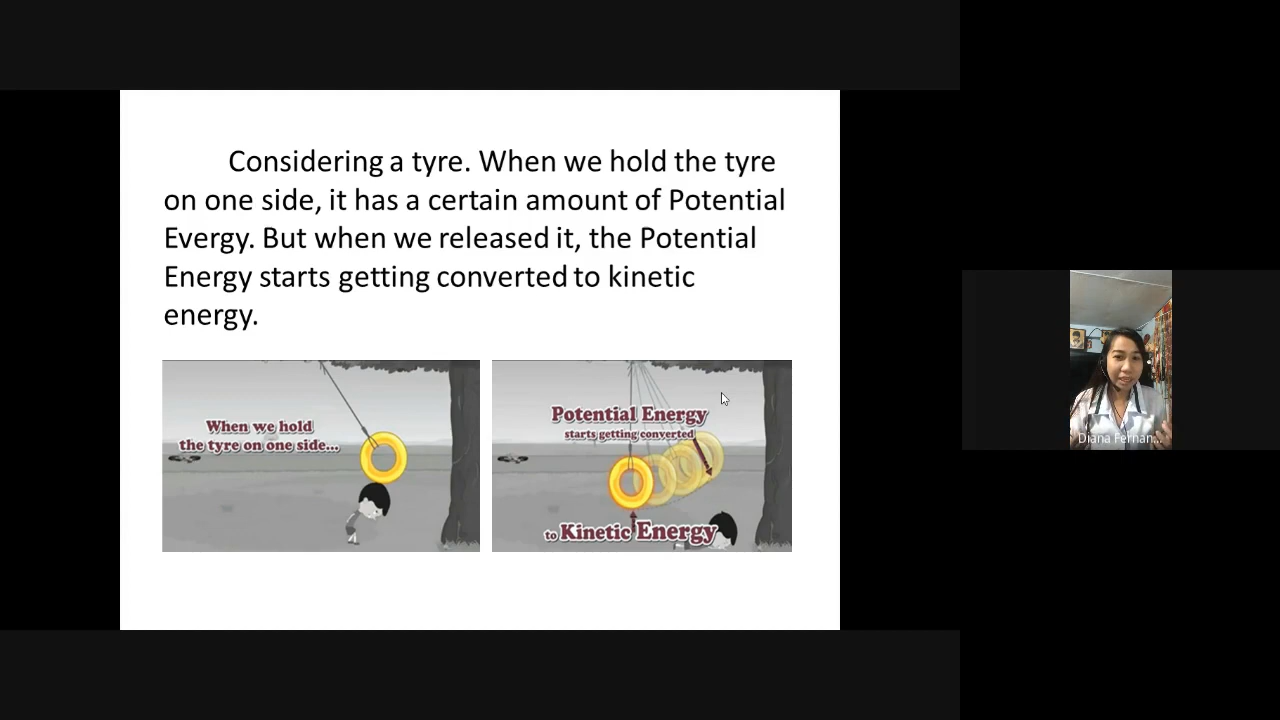 Considering a tyre. When we hold the tyre
on one side, it has a certain amount of Potential
Evergy. But when we released it, the Potential
Energy starts getting converted to kinetic
energy.
When we hold
the tyre on one side...
Potential Energy
starts getting converted
to Kinetic Energy
Diana Fernan...